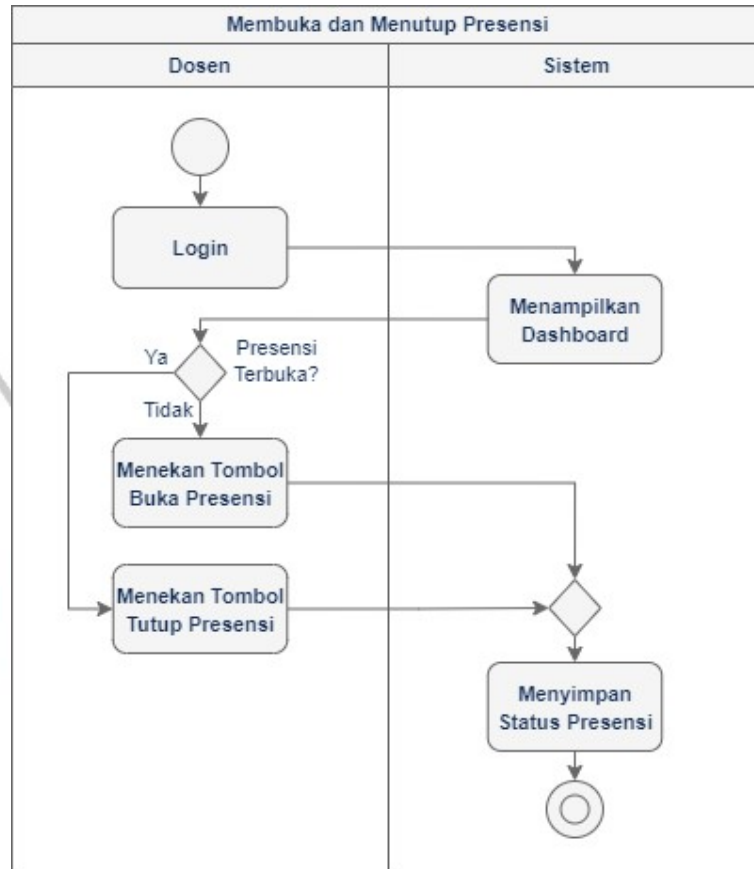 Membuka dan Menutup Presensi
Dosen
Sistem
Login
Menampilkan
Dashboard
Presensi
Terbuka?
Ya
Tidak
Menekan Tombol
Buka Presensi
Menekan Tombol
Tutup Presensi
Menyimpan
Status Presensi